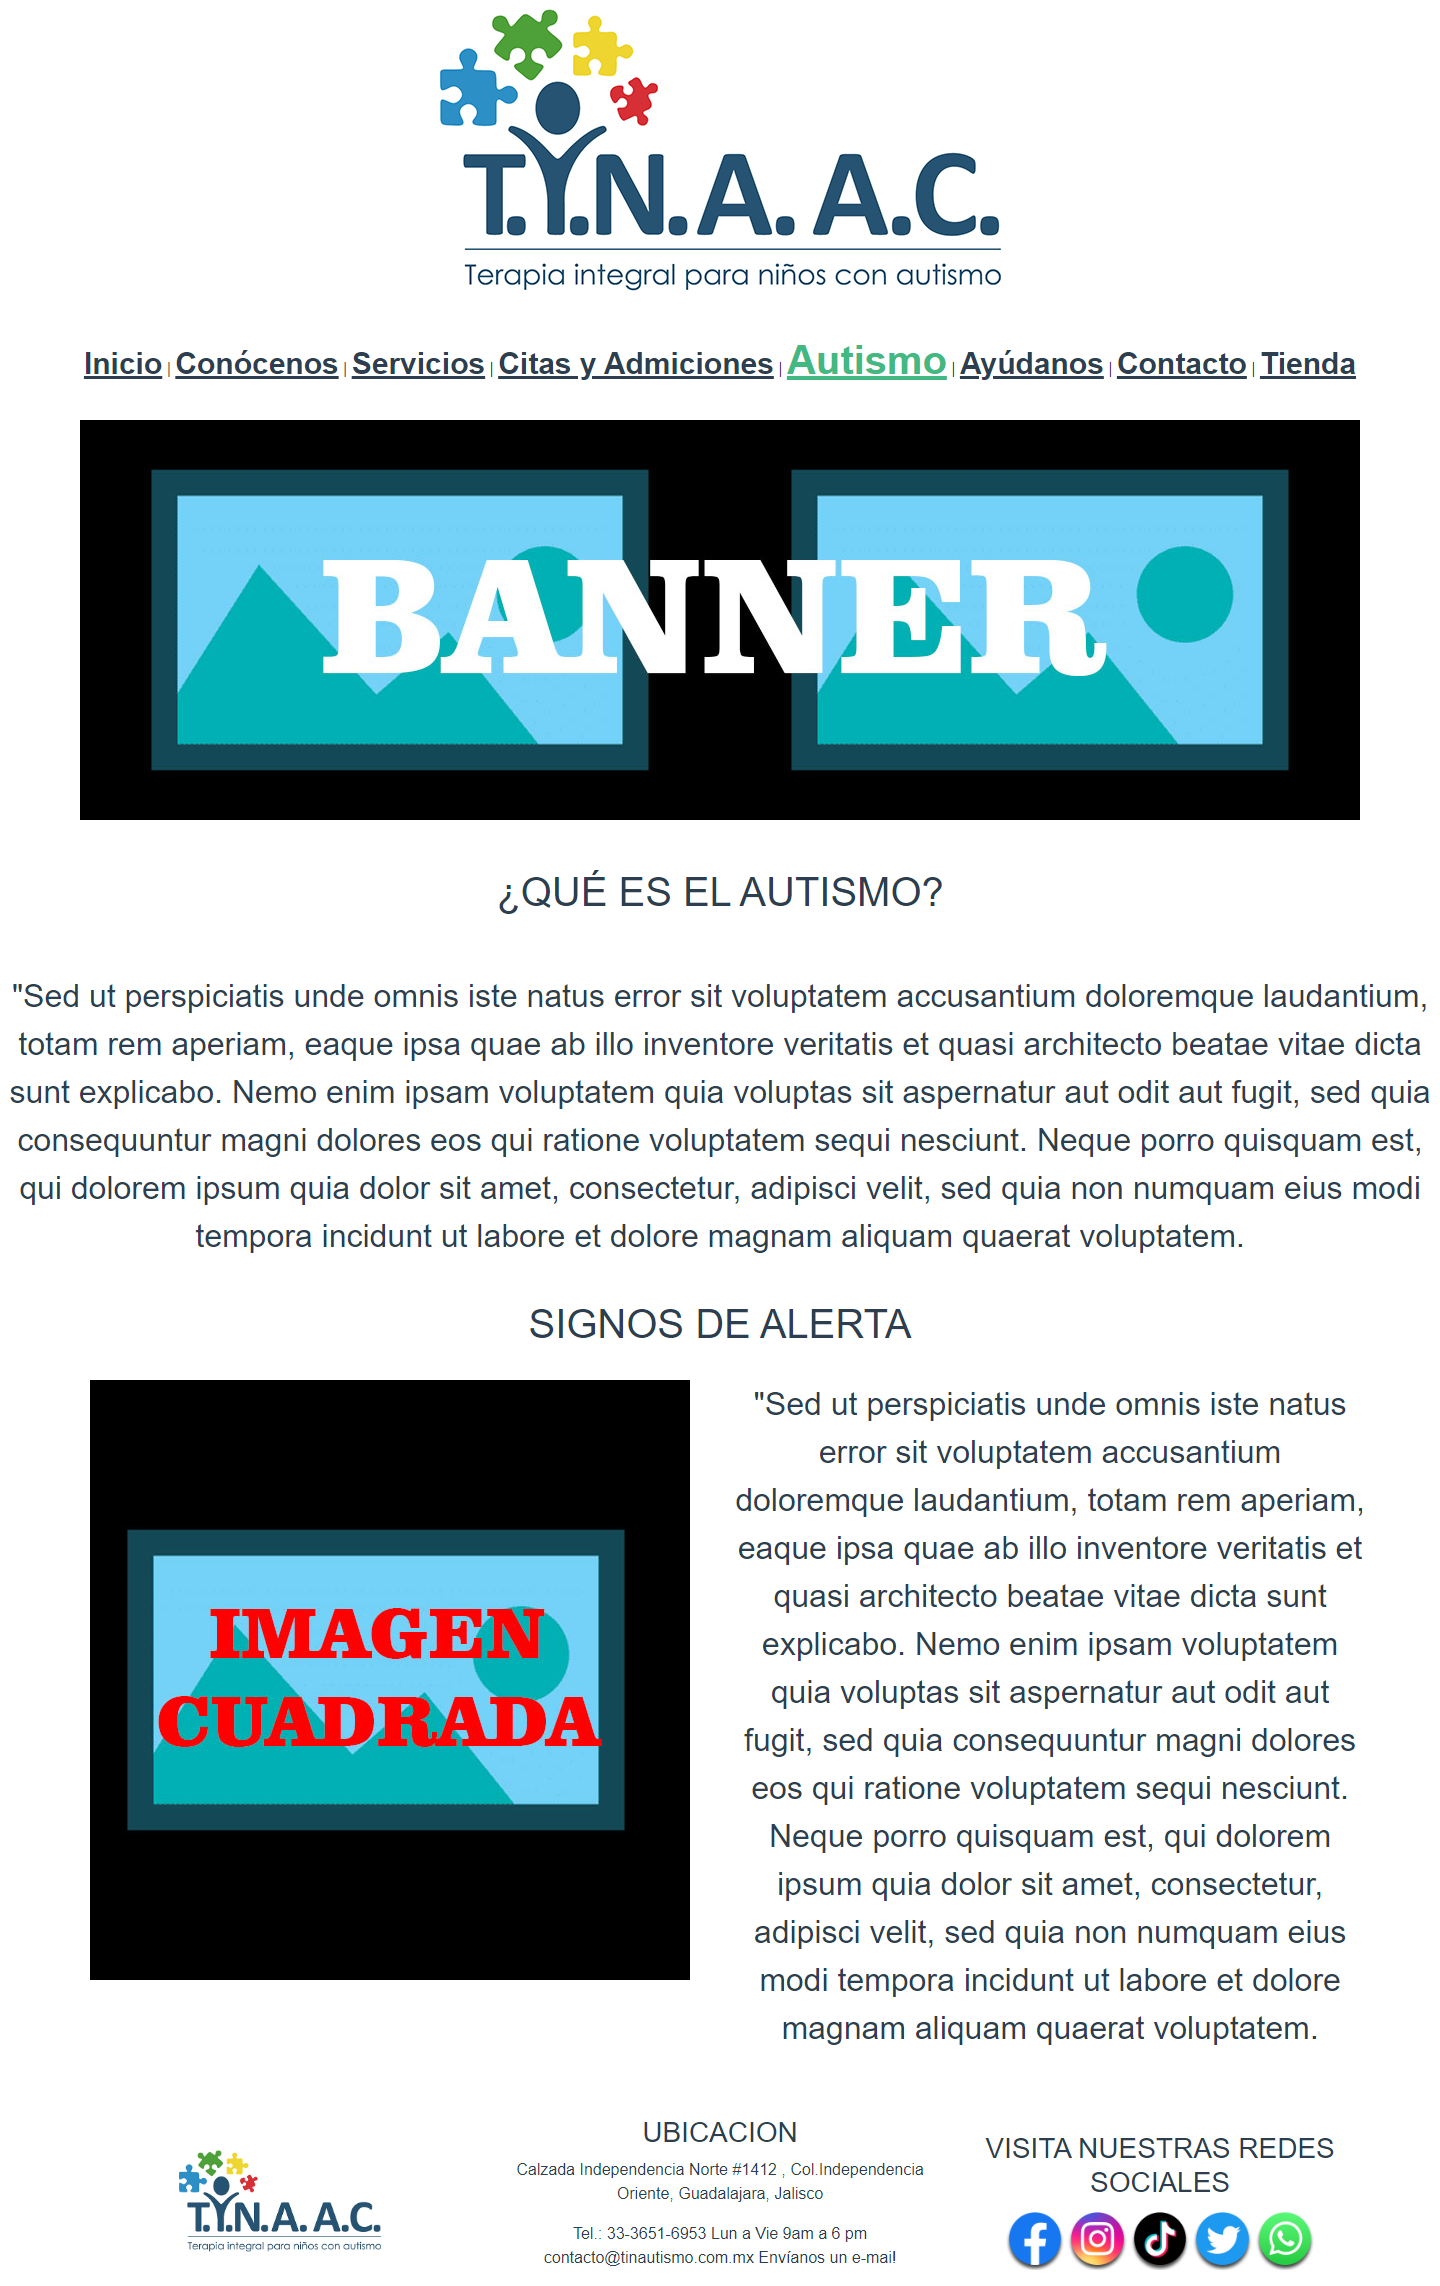 T.I.N.A. A.C.
Terapia integral para niños con autismo
Inicio | Conócenos | Servicios | Citas y Admiciones | Autismo | Ayúdanos | Contacto | Tienda
BANNER
¿QUÉ ES EL AUTISMO?
"Sed ut perspiciatis unde omnis iste natus error sit voluptatem accusantium doloremque laudantium,
totam rem aperiam, eaque ipsa quae ab illo inventore veritatis et quasi architecto beatae vitae dicta
sunt explicabo. Nemo enim ipsam voluptatem quia voluptas sit aspernatur aut odit aut fugit, sed quia
consequuntur magni dolores eos qui ratione voluptatem sequi nesciunt. Neque porro quisquam est,
qui dolorem ipsum quia dolor sit amet, consectetur, adipisci velit, sed quia non numquam eius modi
tempora incidunt ut labore et dolore magnam aliquam quaerat voluptatem.
SIGNOS DE ALERTA
IMAGEN
CUADRADA
"Sed ut perspiciatis unde omnis iste natus
error sit voluptatem accusantium
doloremque laudantium, totam rem aperiam,
eaque ipsa quae ab illo inventore veritatis et
quasi architecto beatae vitae dicta sunt
explicabo. Nemo enim ipsam voluptatem
quia voluptas sit aspernatur aut odit aut
fugit, sed quia consequuntur magni dolores
eos qui ratione voluptatem sequi nesciunt.
Neque porro quisquam est, qui dolorem
ipsum quia dolor sit amet, consectetur,
adipisci velit, sed quia non numquam eius
modi tempora incidunt ut labore et dolore
magnam aliquam quaerat voluptatem.
T.I.N.A. A.C.
Terapia integral para niños con autismo
UBICACION
Calzada Independencia Norte #1412 , Col.Independencia
Oriente, Guadalajara, Jalisco
Tel.: 33-3651-6953 Lun a Vie 9am a 6 pm
contacto@tinautismo.com.mx Envíanos un e-mail
VISITA NUESTRAS REDES
SOCIALES